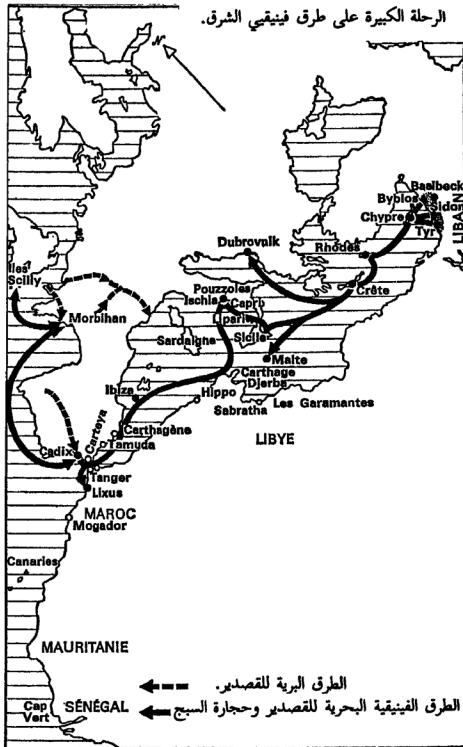 الرحلة الكبيرة على طرق فينيقيي الشرق.
N
Baalbeck
Byblos
Sidon
Chypre
Tyr
LIBAN
Rhodes
Dubrovnik
Crête
Iles
Scilly
Morbihan
Pouzzoles
Ischia
Capri
Lipari
Sardaigne
Sicile
Malte
Carthage
Djerba
Ibiza
Hippo
Sabratha
Les Garamantes
Carthagène
Tamuda
Carteya
Cadix
LIBYE
Tanger
Lixus
MAROC
Mogador
Canaries
MAURITANIE
الطرق البرية للقصدير.
Cap
Vert
SÉNÉGAL
الطرق الفينيقية البحرية للقصدير وحجارة السبج